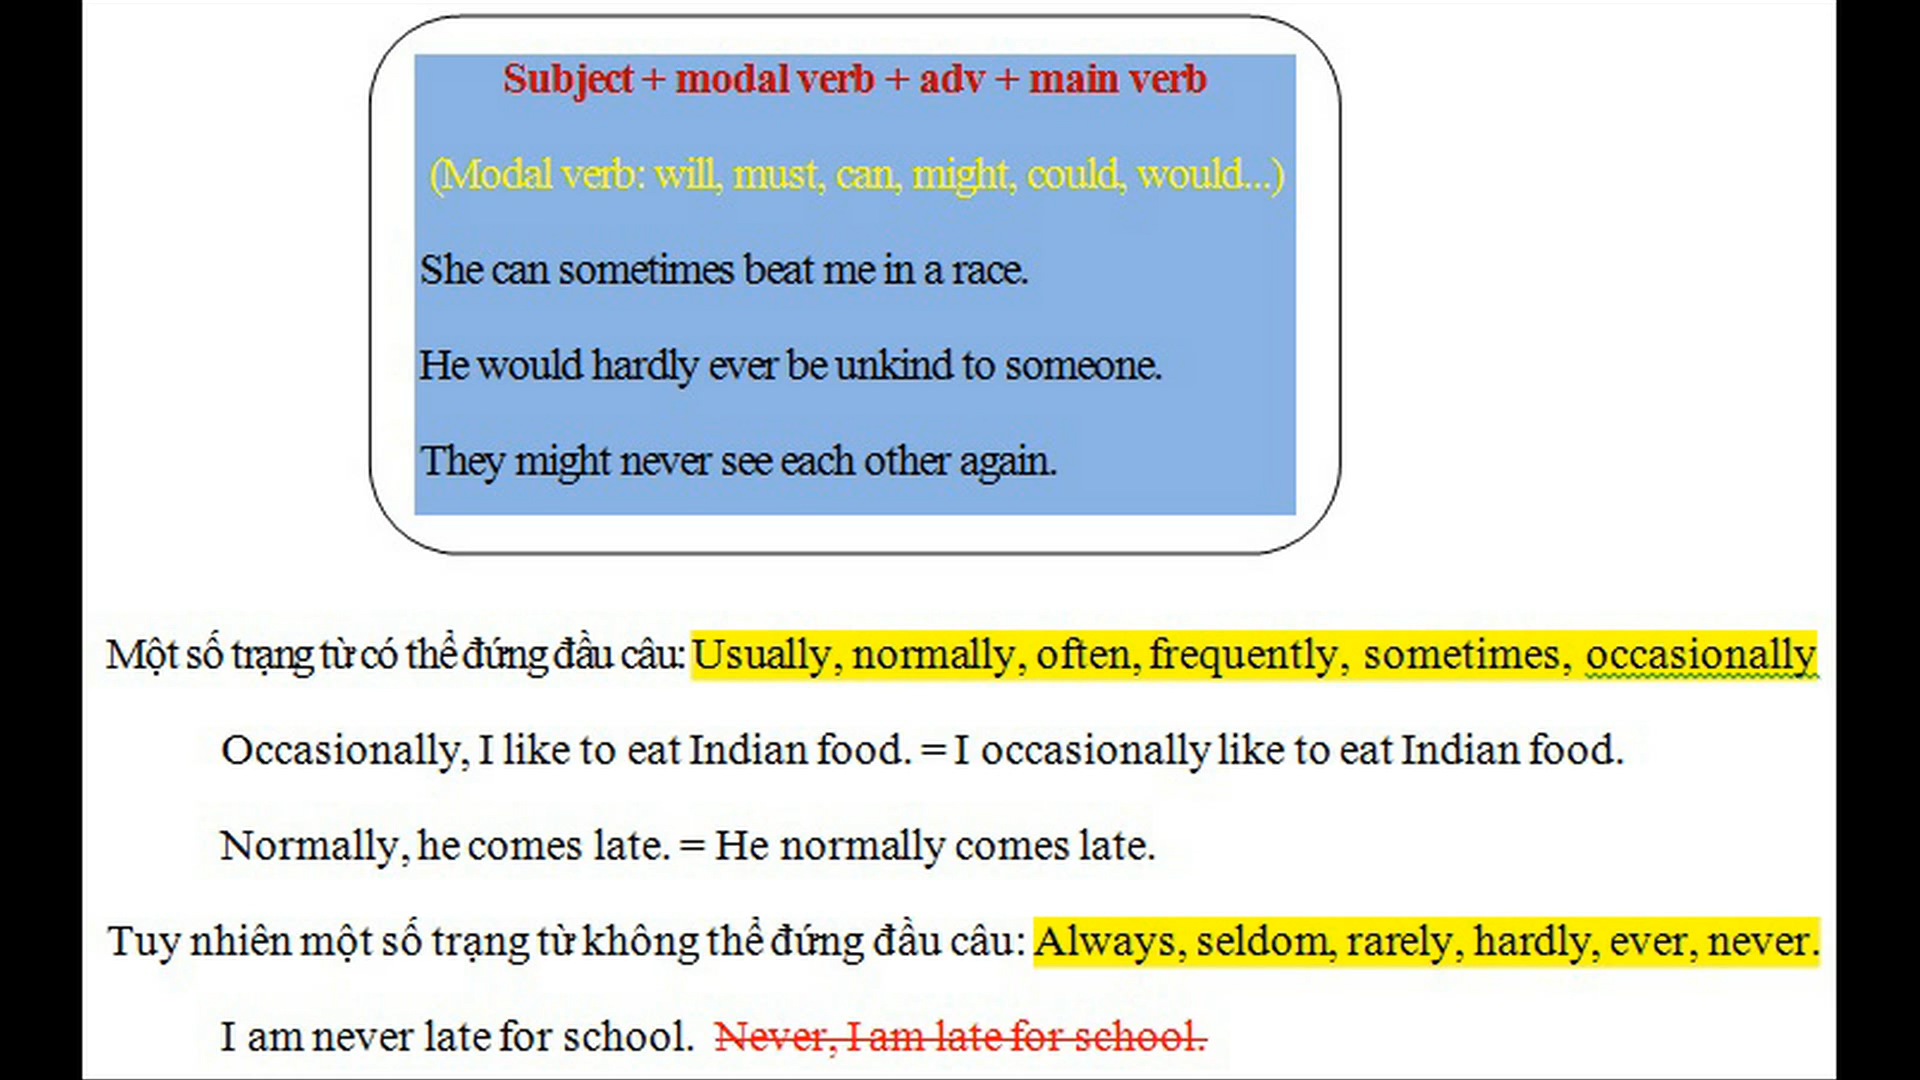 Subject + modal verb + adv + main verb
(Modal verb: will, must, can, might, could, would...)
She can sometimes beat me in a race.
He would hardly ever be unkind to someone.
They might never see each other again.
Một số trạng từ có thể đứng đầu câu: Usually, normally, often, frequently, sometimes, occasionally
Occasionally, I like to eat Indian food. = I occasionally like to eat Indian food.
Normally, he comes late. = He normally comes late.
Tuy nhiên một số trạng từ không thể đứng đầu câu: Always, seldom, rarely, hardly, ever, never.
I am never late for school. Never, I am late for school.